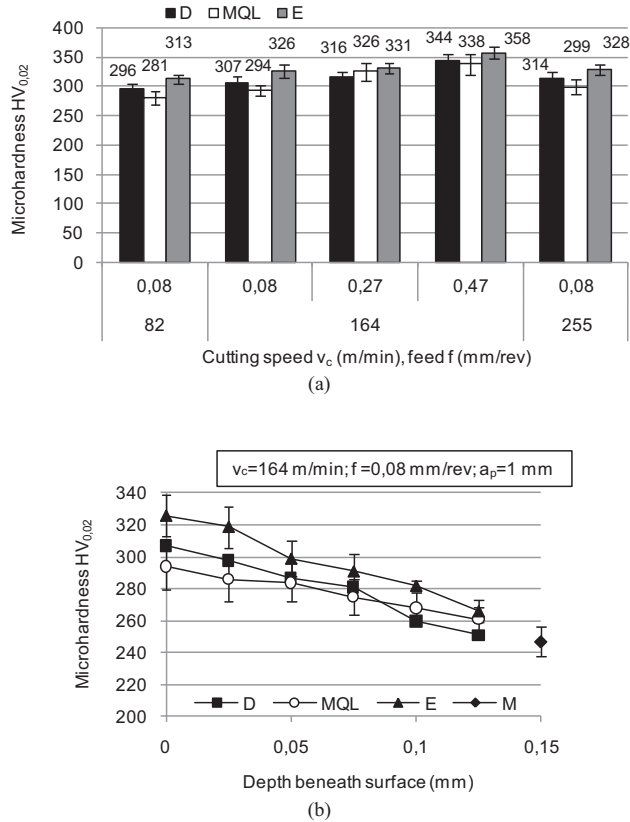 D MQL E
400
350
300
250
200
150
100
50
0
Microhardness HV0,02
296 281 313
307 294 326
316 326 331
344 338 358
314 299 328
0,08 0,08 0,27 0,47 0,08
82 164 255
Cutting speed vc (m/min), feed f (mm/rev)
(a)
vc=164 m/min; f =0,08 mm/rev; ap=1 mm
340
320
300
280
260
240
220
200
Microhardness HV0,02
D MQL E M
0 0,05 0,1 0,15
Depth beneath surface (mm)
(b)